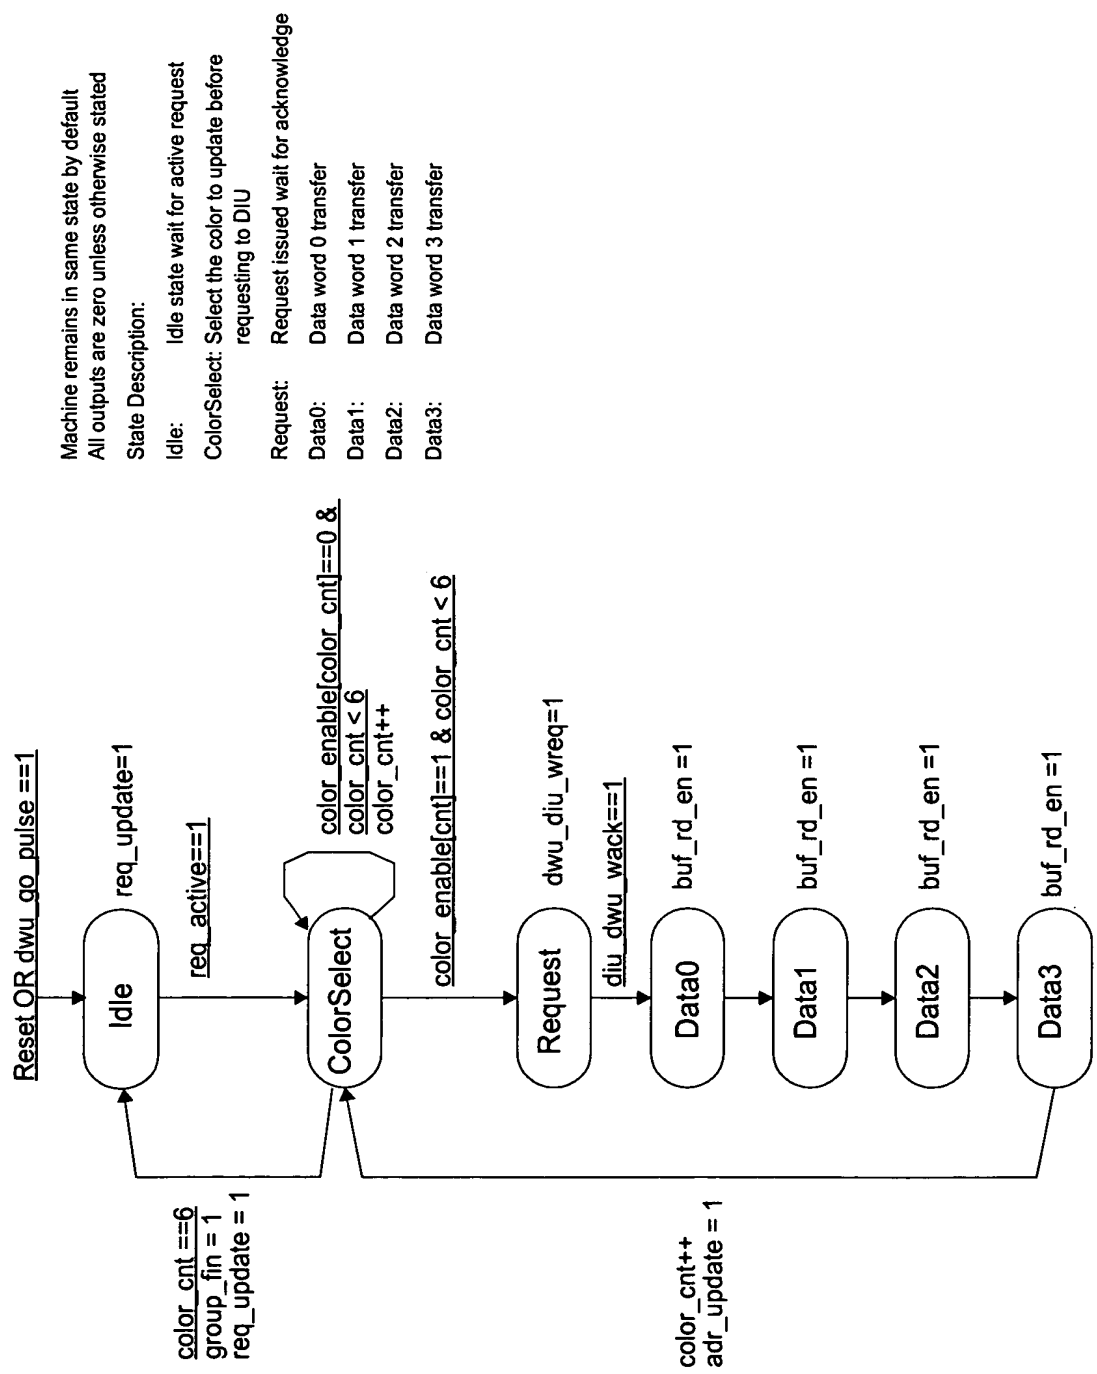 Reset OR dwu_go_pulse ==1
Idle
req_update=1
req_active==1
color_cnt ==6
group_fin = 1
req_update = 1
ColorSelect
color_enable[color_cnt]==0 &
color_cnt < 6
color_cnt++
color_enable[cnt]==1 & color_cnt < 6
Request
dwu_diu_wreq=1
diu_dwu_wack==1
Data0
buf_rd_en =1
Data1
buf_rd_en =1
Data2
buf_rd_en =1
Data3
buf_rd_en =1
color_cnt++
adr_update = 1
Machine remains in same state by default
All outputs are zero unless otherwise stated
State Description:
Idle: Idle state wait for active request
ColorSelect: Select the color to update before
requesting to DIU
Request: Request issued wait for acknowledge
Data0: Data word 0 transfer
Data1: Data word 1 transfer
Data2: Data word 2 transfer
Data3: Data word 3 transfer